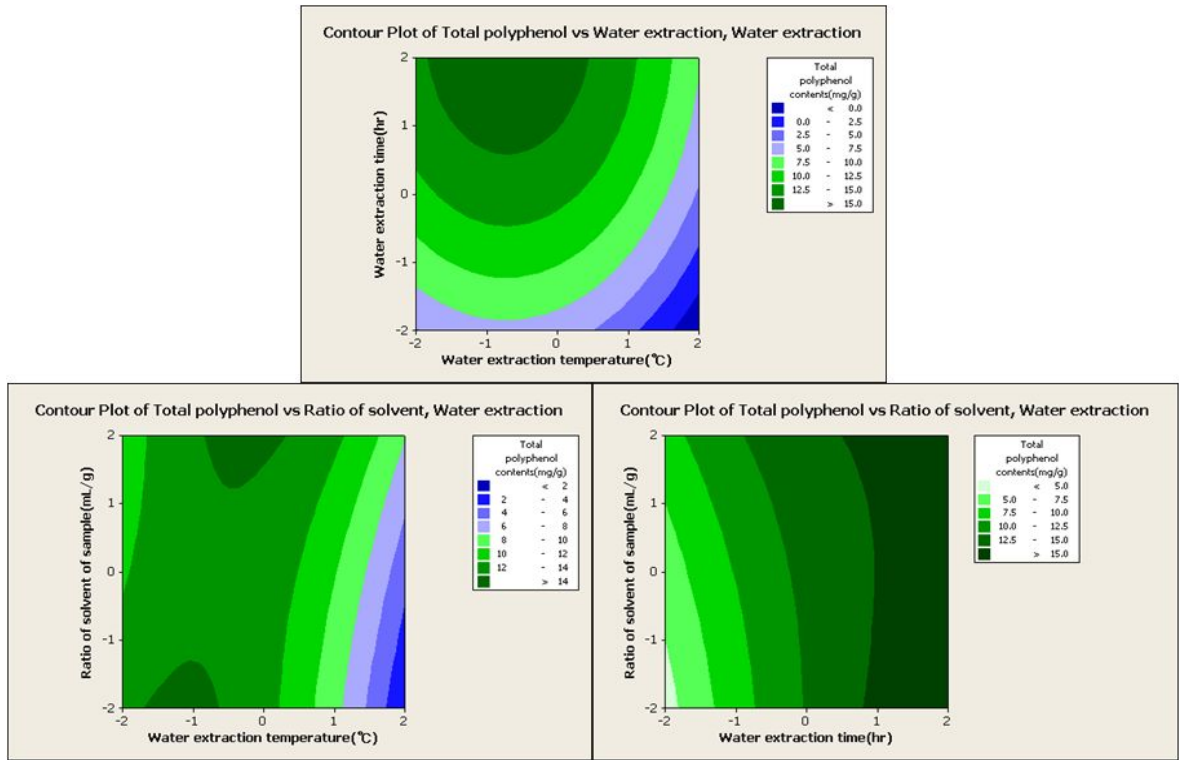 Contour Plot of Total polyphenol vs Water extraction, Water extraction
Water extraction time(hr)
2
1
0
-1
-2
-2 -1 0 1 2
Water extraction temperature(℃)
Total
polyphenol
contents(mg/g)
< 0.0
0.0 - 2.5
2.5 - 5.0
5.0 - 7.5
7.5 - 10.0
10.0 - 12.5
12.5 - 15.0
> 15.0
Contour Plot of Total polyphenol vs Ratio of solvent, Water extraction
Ratio of solvent of sample(mL/g)
2
1
0
-1
-2
-2 -1 0 1 2
Water extraction temperature(℃)
Total
polyphenol
contents(mg/g)
< 2
2 - 4
4 - 6
6 - 8
8 - 10
10 - 12
12 - 14
> 14
Contour Plot of Total polyphenol vs Ratio of solvent, Water extraction
Ratio of solvent of sample(mL/g)
2
1
0
-1
-2
-2 -1 0 1 2
Water extraction time(hr)
Total
polyphenol
contents(mg/g)
< 5.0
5.0 - 7.5
7.5 - 10.0
10.0 - 12.5
12.5 - 15.0
> 15.0